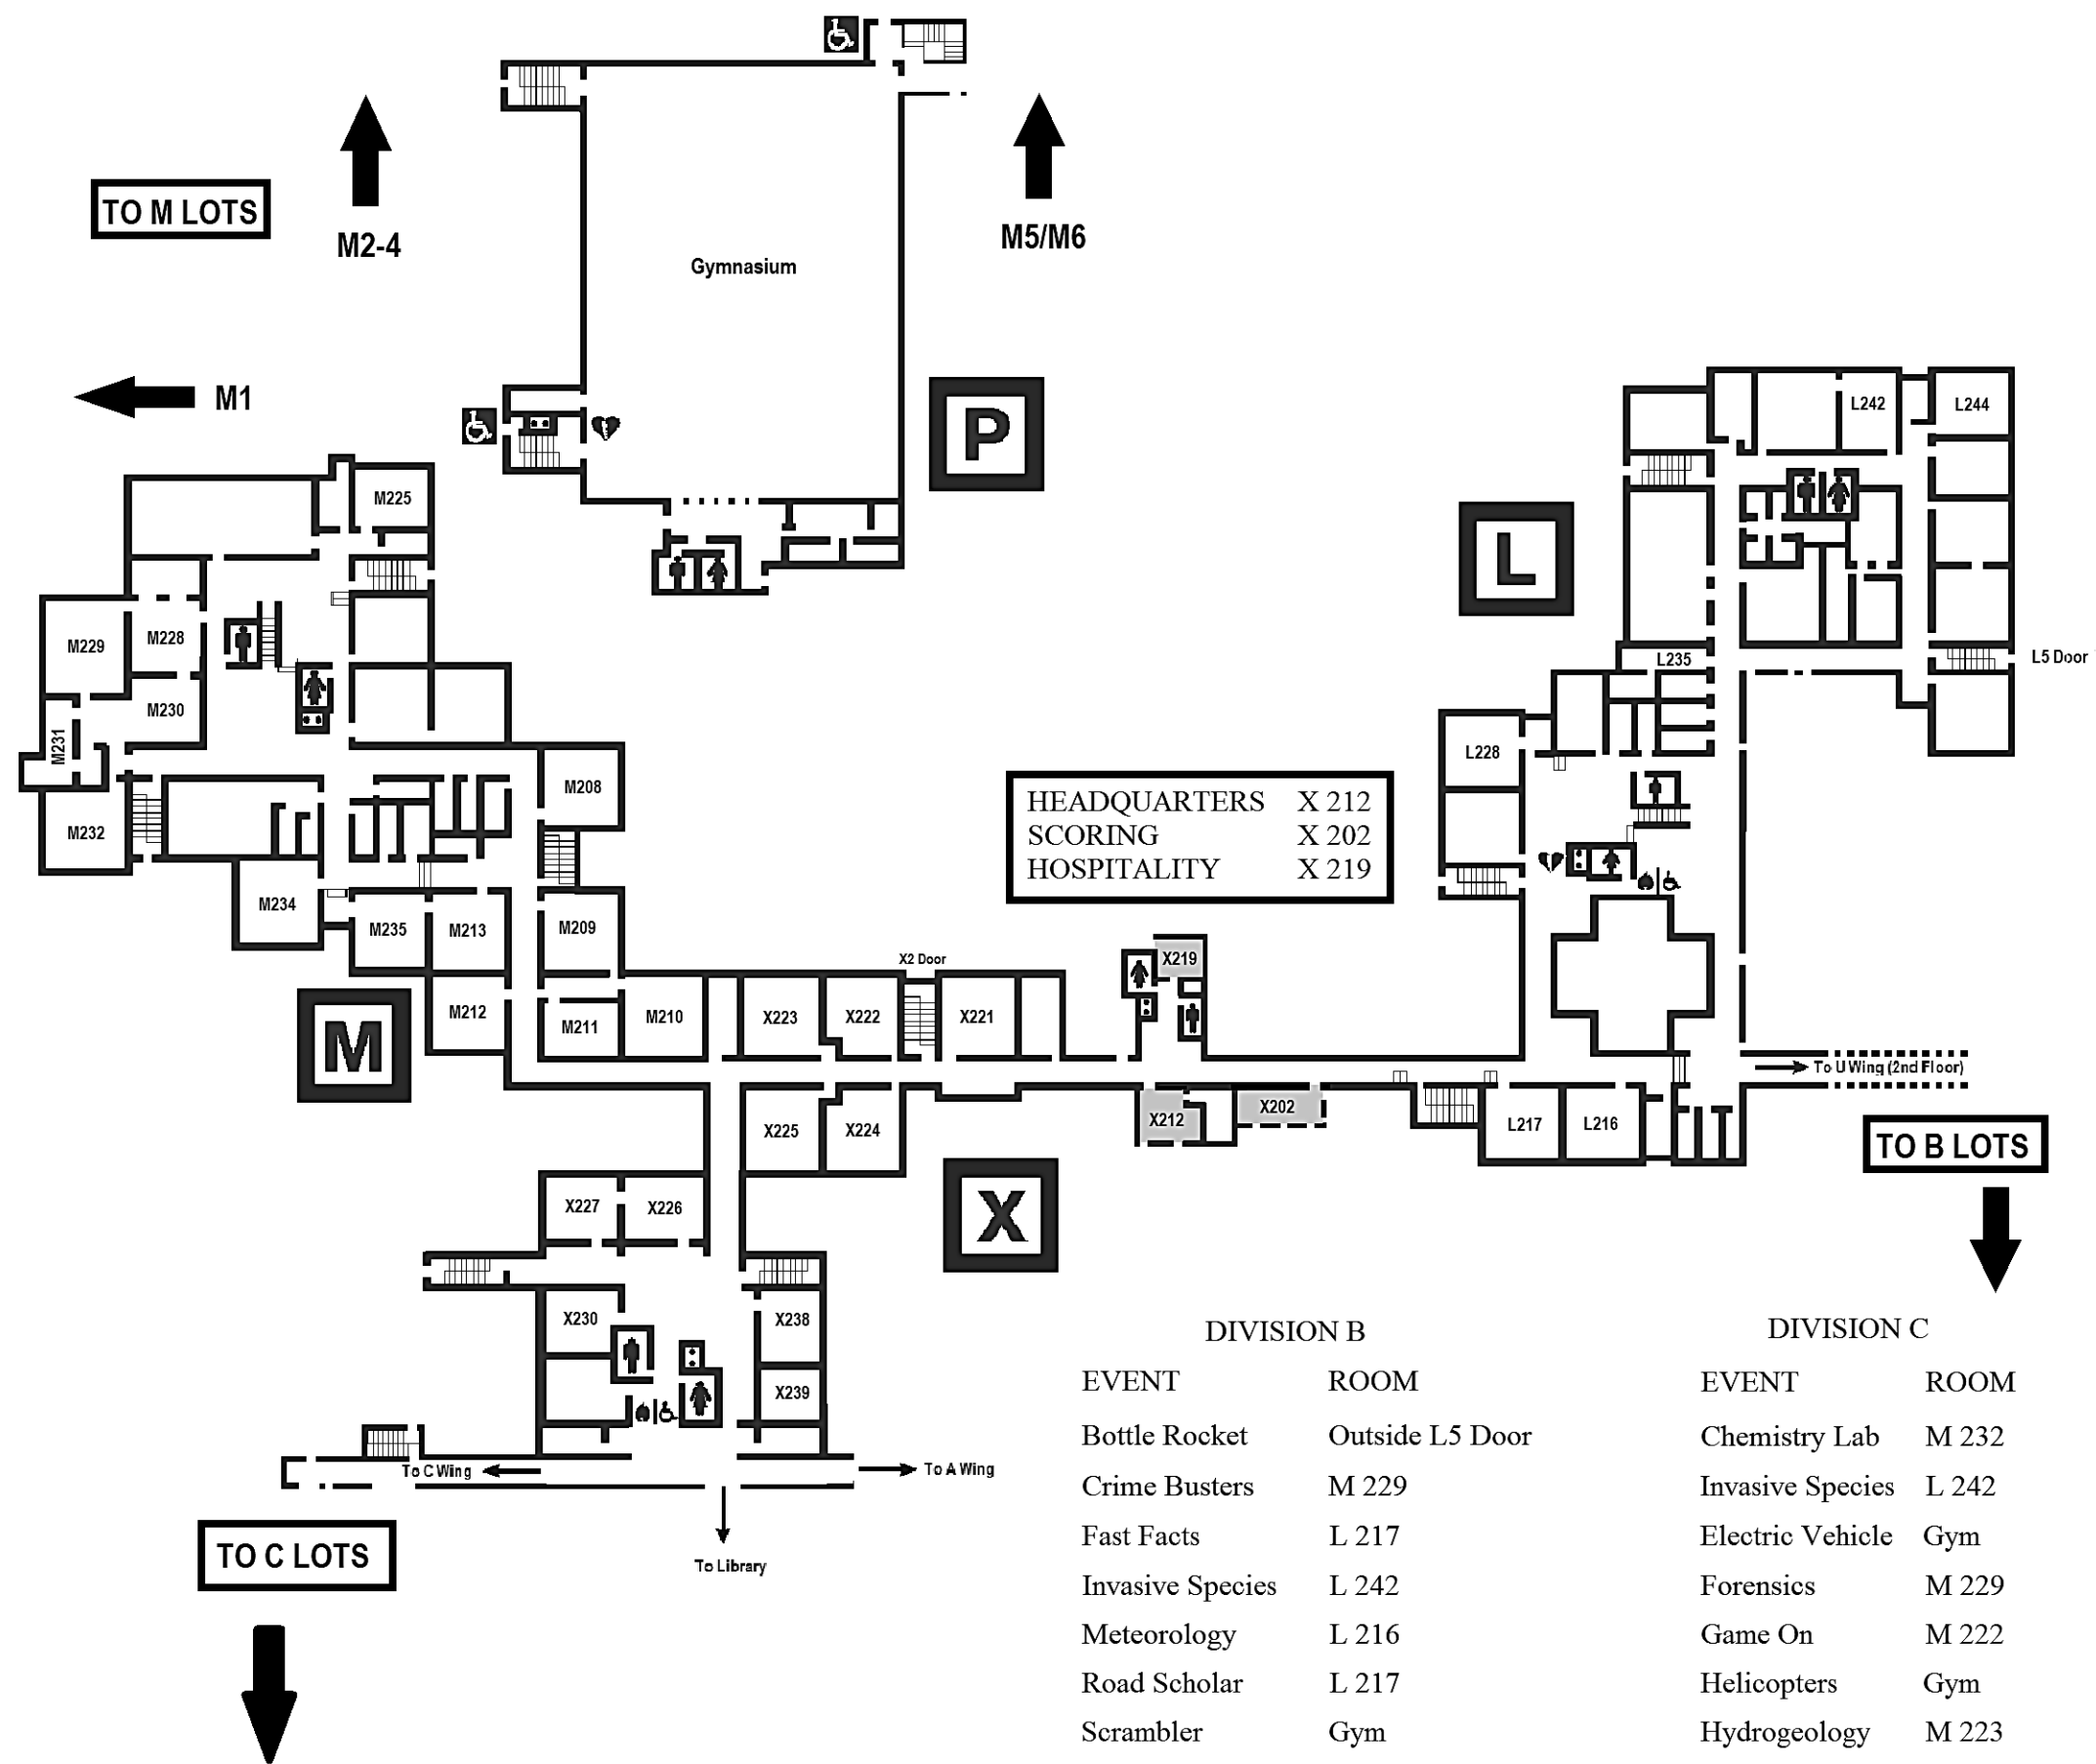 TO M LOTS
M2-4
M5/M6
Gymnasium
M1
P
L242
L244
M225
L
M229
M228
L235
L5 Door
M230
M231
L228
M208
HEADQUARTERS X 212
SCORING X 202
HOSPITALITY X 219
M232
M234
M235
M213
M209
X2 Door
X219
M212
M
M211
M210
X223
X222
X221
To U Wing (2nd Floor)
X225
X224
X212
X202
L217
L216
TO B LOTS
X227
X226
X
X230
X238
X239
To C Wing
To A Wing
To Library
TO C LOTS
DIVISION B
EVENT ROOM
Bottle Rocket Outside L5 Door
Crime Busters M 229
Fast Facts L 217
Invasive Species L 242
Meteorology L 216
Road Scholar L 217
Scrambler Gym
DIVISION C
EVENT ROOM
Chemistry Lab M 232
Invasive Species L 242
Electric Vehicle Gym
Forensics M 229
Game On M 222
Helicopters Gym
Hydrogeology M 223